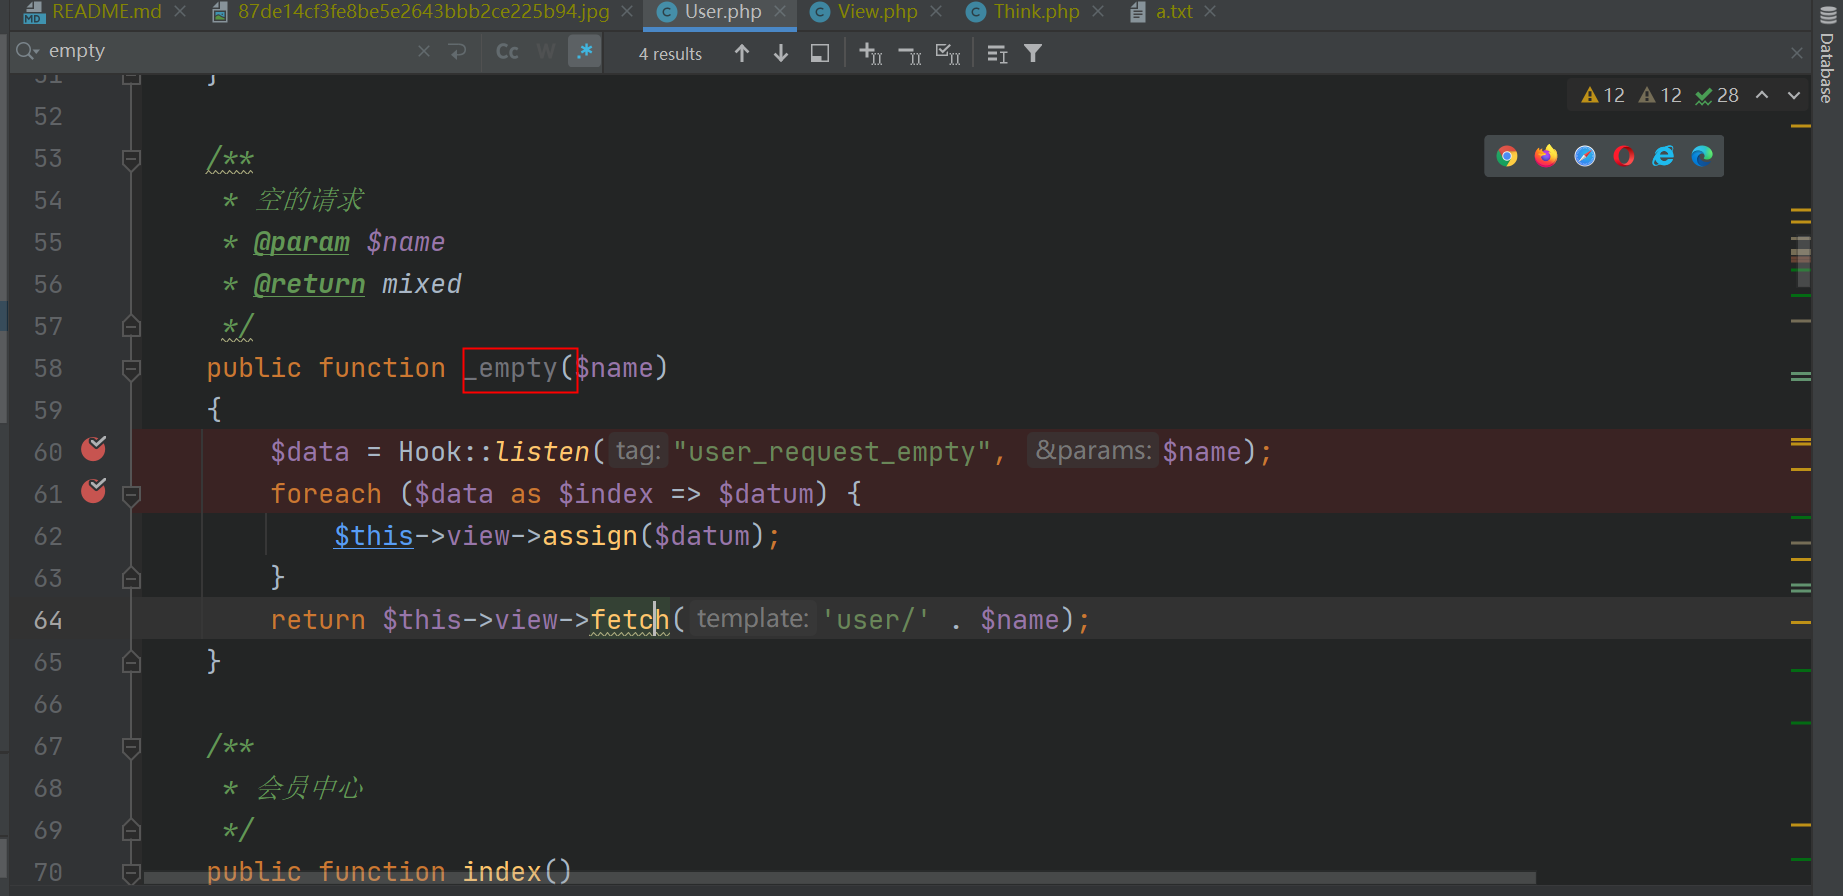 README.md 87de14cf3fe8be5e2643bbb2ce225b94.jpg User.php View.php Think.php a.txt
empty Cc W .* 4 results
Database
12 12 28
51 }
52
53 /**
54 * 空的请求
55 * @param $name
56 * @return mixed
57 */
58 public function _empty($name)
59 {
60 $data = Hook::listen( tag: "user_request_empty", &params: $name);
61 foreach ($data as $index => $datum) {
62 $this->view->assign($datum);
63 }
64 return $this->view->fetch( template: 'user/' . $name);
65 }
66
67 /**
68 * 会员中心
69 */
70 public function index()